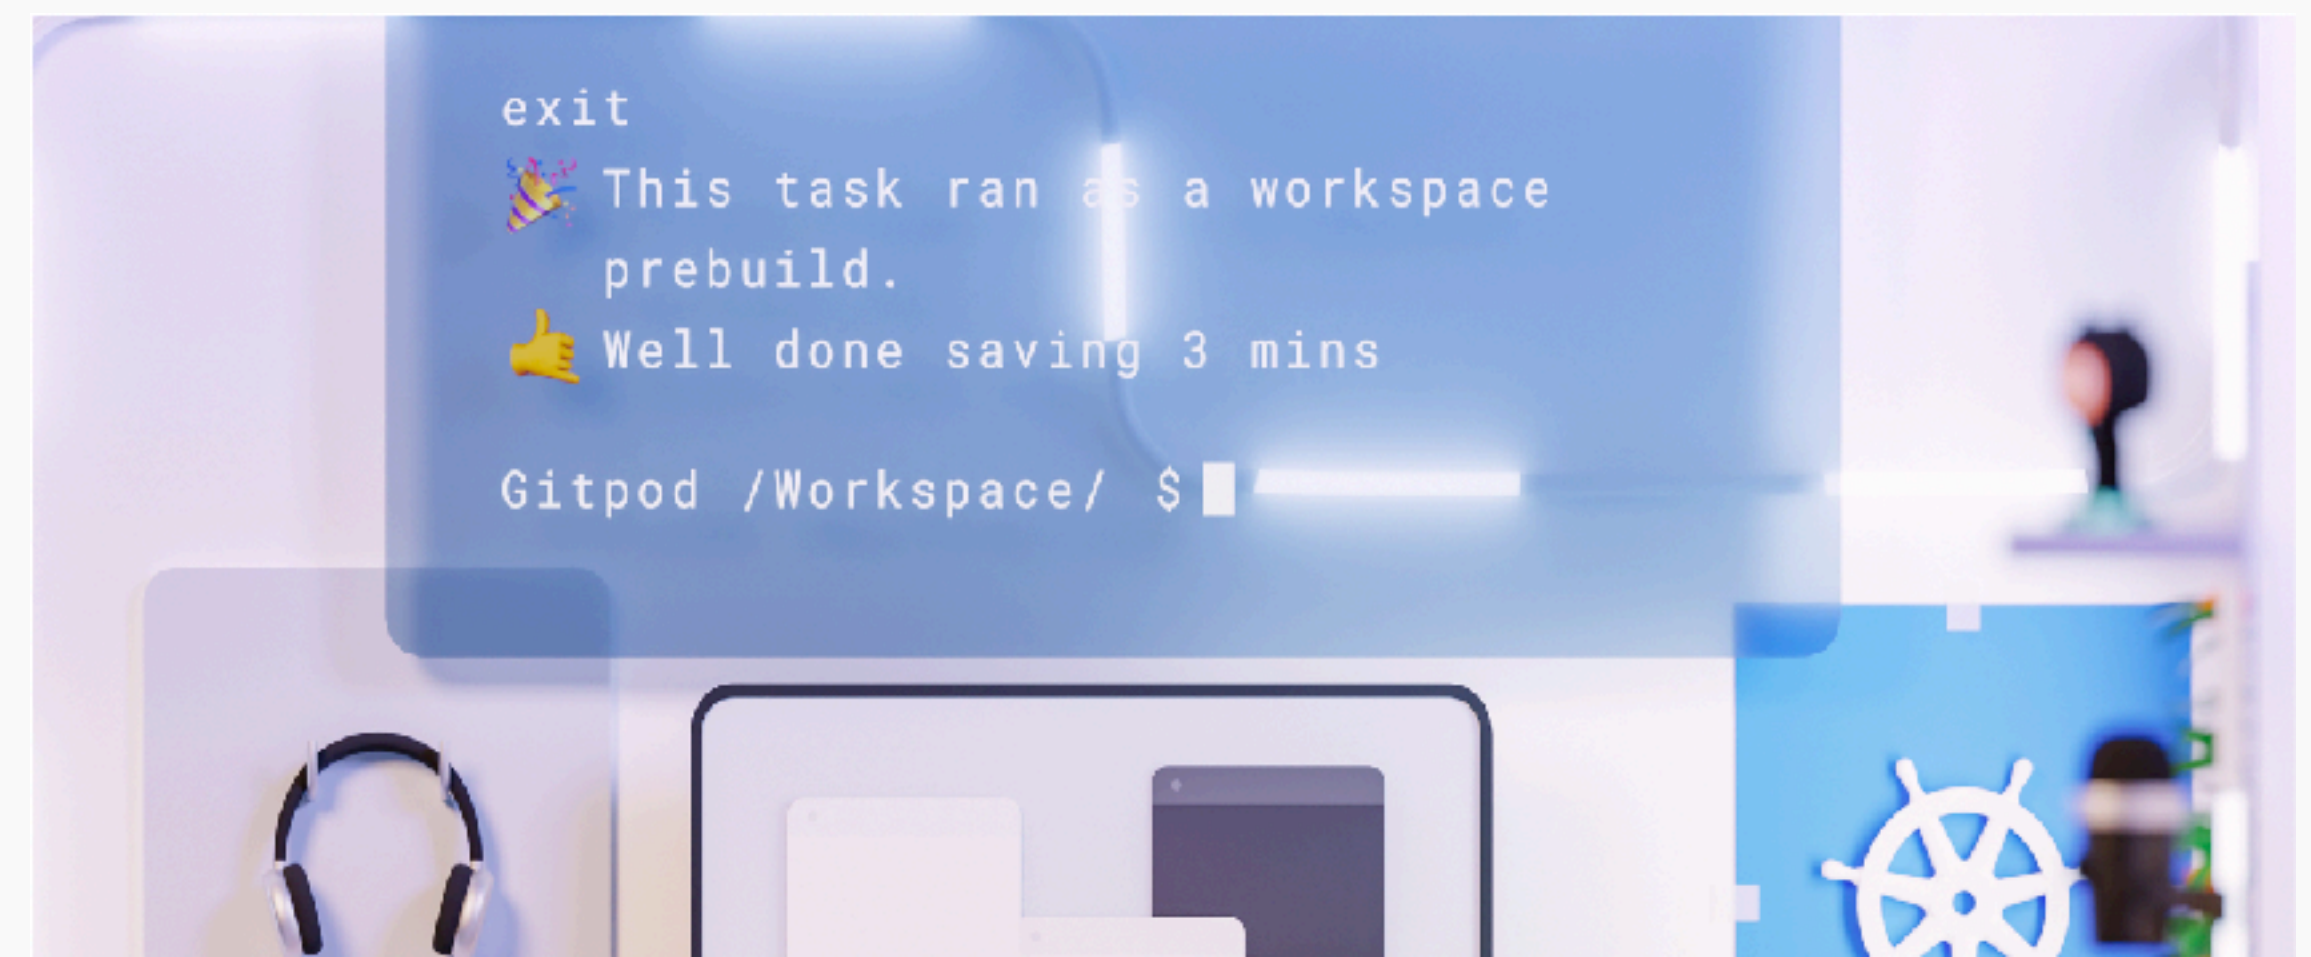 exit
🎉 This task ran as a workspace
prebuild.
🤙 Well done saving 3 mins
Gitpod /Workspace/ $